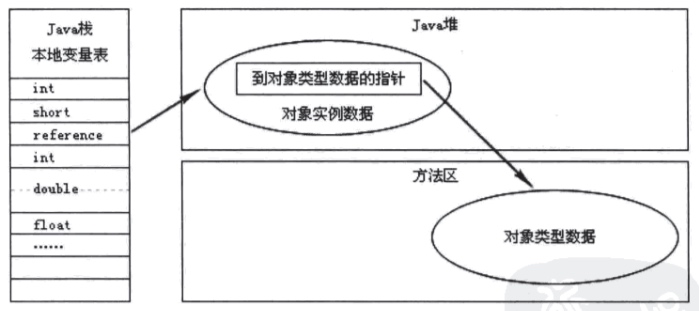 Java栈
本地变量表
int
short
reference
int
double
float
……
Java堆
到对象类型数据的指针
对象实例数据
方法区
对象类型数据